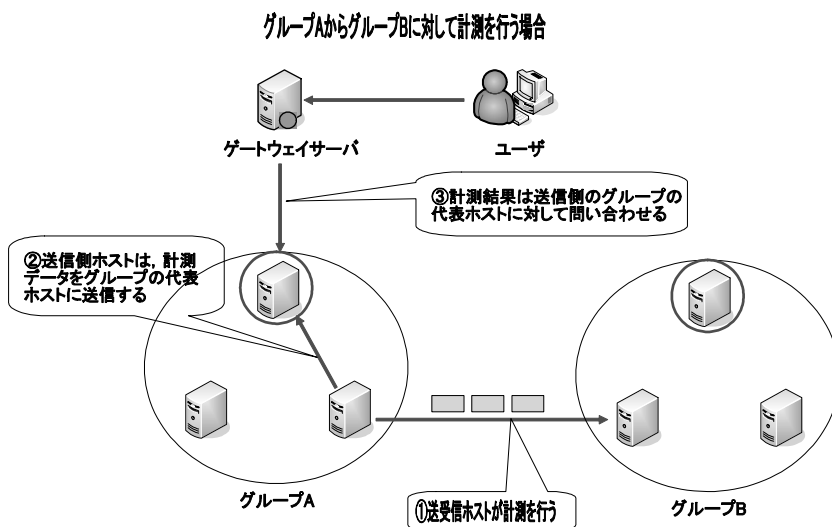 グループAからグループBに対して計測を行う場合
ゲートウェイサーバ
ユーザ
③計測結果は送信側のグループの
代表ホストに対して問い合わせる
②送信側ホストは, 計測
データをグループの代表
ホストに送信する
グループA
①送受信ホストが計測を行う
グループB